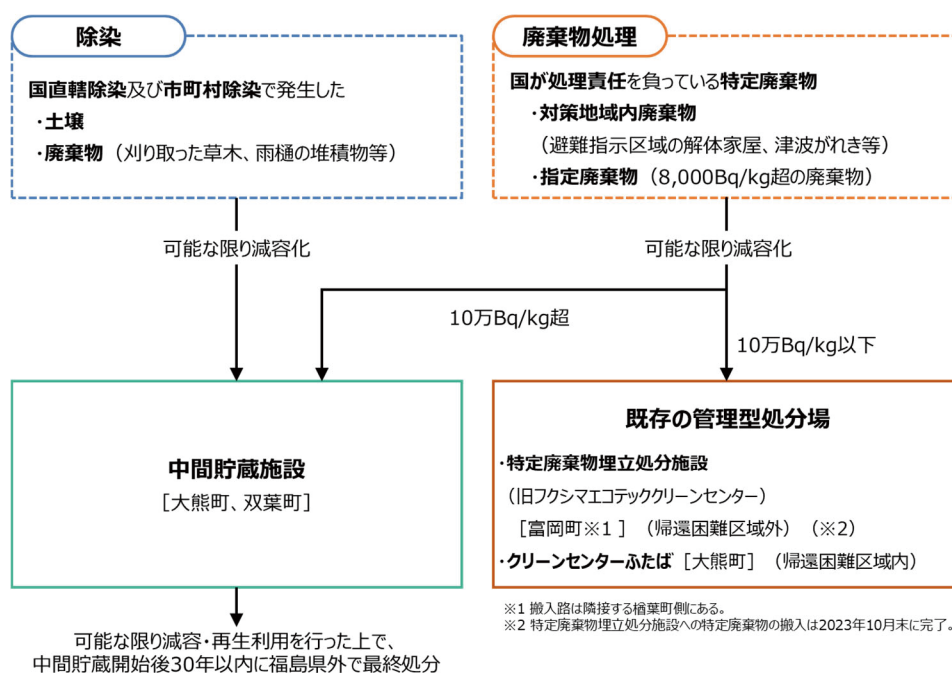 除染
国直轄除染及び市町村除染で発生した
・土壌
・廃棄物（刈り取った草木、雨樋の堆積物等）
廃棄物処理
国が処理責任を負っている特定廃棄物
・対策地域内廃棄物
（避難指示区域の解体家屋、津波がれき等）
・指定廃棄物（8,000Bq/kg超の廃棄物）
可能な限り減容化
可能な限り減容化
10万Bq/kg超
10万Bq/kg以下
中間貯蔵施設
［大熊町、双葉町］
既存の管理型処分場
・特定廃棄物埋立処分施設
（旧フクシマエコテッククリーンセンター）
［富岡町※1 ］（帰還困難区域外）（※2）
・クリーンセンターふたば［大熊町］（帰還困難区域内）
※1 搬入路は隣接する楢葉町側にある。
※2 特定廃棄物埋立処分施設への特定廃棄物の搬入は2023年10月末に完了。
可能な限り減容・再生利用を行った上で、
中間貯蔵開始後30年以内に福島県外で最終処分